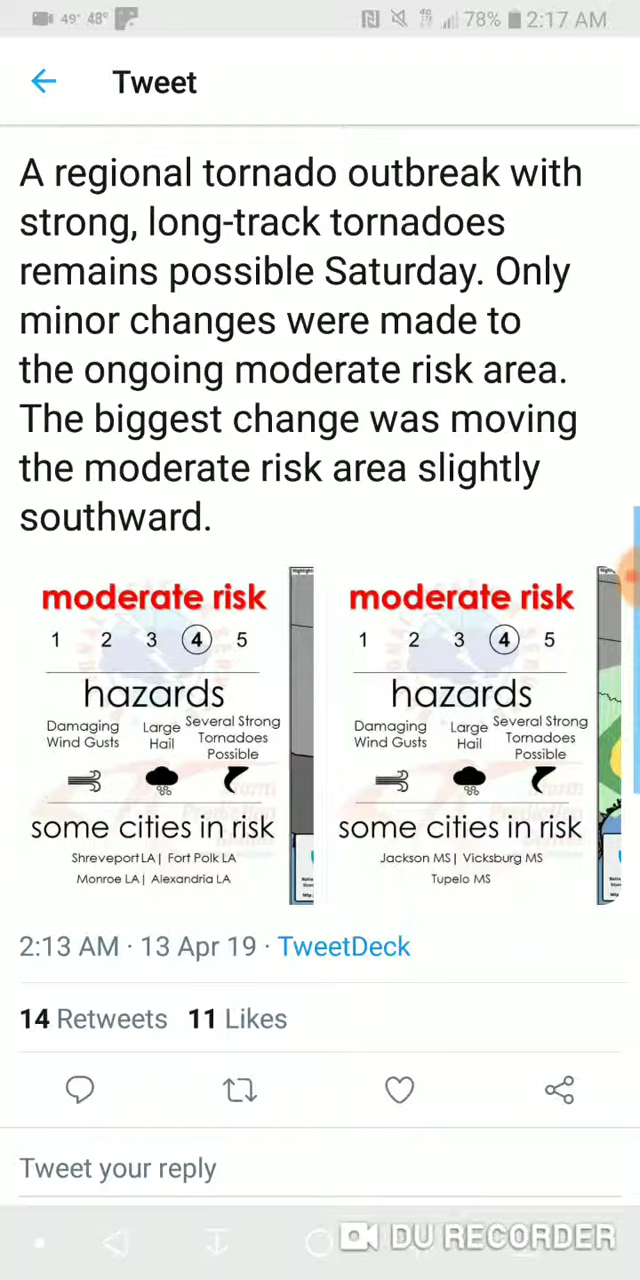 49° 48°
78% 2:17 AM
Tweet
A regional tornado outbreak with
strong, long-track tornadoes
remains possible Saturday. Only
minor changes were made to
the ongoing moderate risk area.
The biggest change was moving
the moderate risk area slightly
southward.
moderate risk
1 2 3 4 5
hazards
Damaging Wind Gusts
Large Hail
Several Strong Tornadoes Possible
some cities in risk
Shreveport LA | Fort Polk LA
Monroe LA | Alexandria LA
moderate risk
1 2 3 4 5
hazards
Damaging Wind Gusts
Large Hail
Several Strong Tornadoes Possible
some cities in risk
Jackson MS | Vicksburg MS
Tupelo MS
2:13 AM · 13 Apr 19 · TweetDeck
14 Retweets 11 Likes
Tweet your reply
DU RECORDER